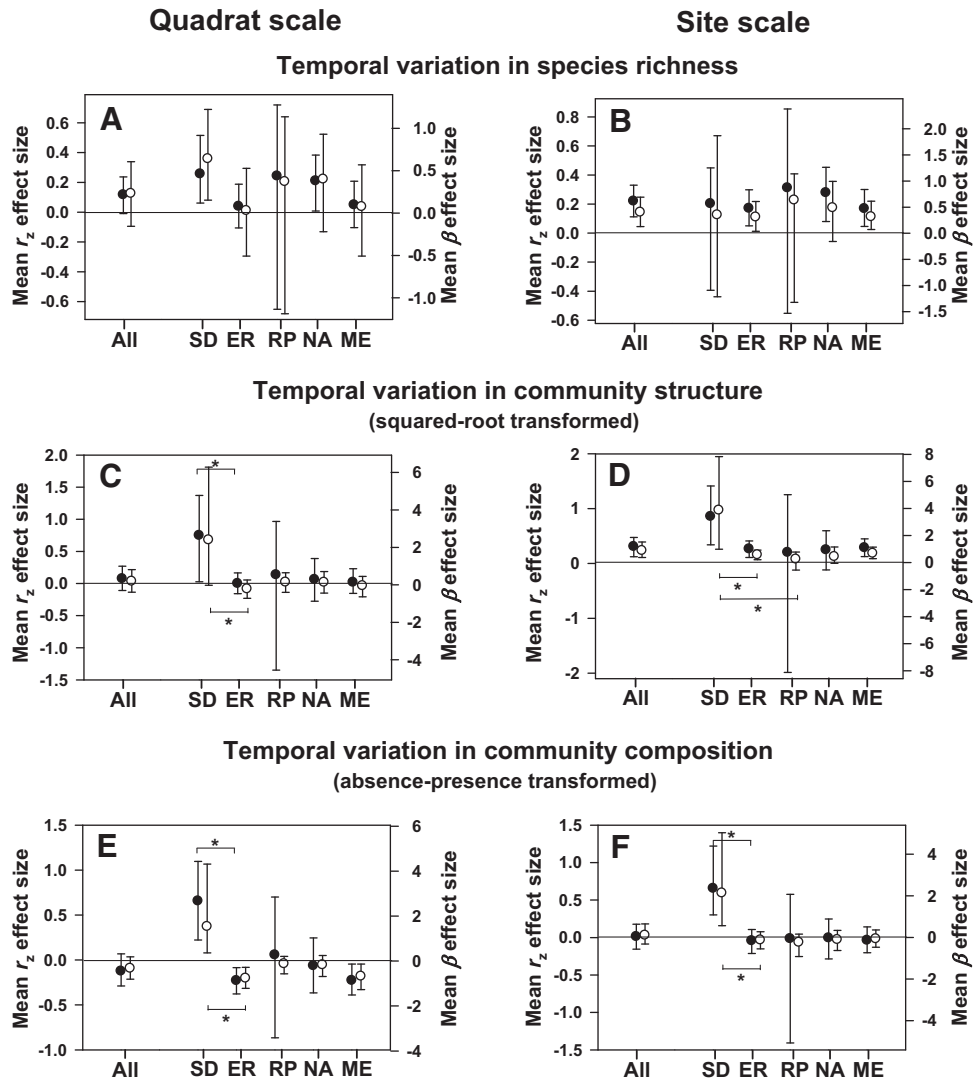 Quadrat scale
Site scale
Temporal variation in species richness
A
Mean r_z effect size
0.6
0.4
0.2
0.0
-0.2
-0.4
-0.6
Mean β effect size
1.0
0.5
0.0
-0.5
-1.0
All SD ER RP NA ME
B
Mean r_z effect size
0.8
0.6
0.4
0.2
0.0
-0.2
-0.4
-0.6
Mean β effect size
2.0
1.5
1.0
0.5
0.0
-0.5
-1.0
-1.5
All SD ER RP NA ME
Temporal variation in community structure
(squared-root transformed)
C
Mean r_z effect size
2.0
1.5
1.0
0.5
0.0
-0.5
-1.0
-1.5
Mean β effect size
6
4
2
0
-2
-4
*
*
All SD ER RP NA ME
D
Mean r_z effect size
2
1
0
-1
-2
Mean β effect size
8
6
4
2
0
-2
-4
-6
-8
*
*
All SD ER RP NA ME
Temporal variation in community composition
(absence-presence transformed)
E
Mean r_z effect size
1.5
1.0
0.5
0.0
-0.5
-1.0
Mean β effect size
6
4
2
0
-2
-4
*
*
All SD ER RP NA ME
F
Mean r_z effect size
1.5
1.0
0.5
0.0
-0.5
-1.0
-1.5
Mean β effect size
4
2
0
-2
-4
*
*
All SD ER RP NA ME